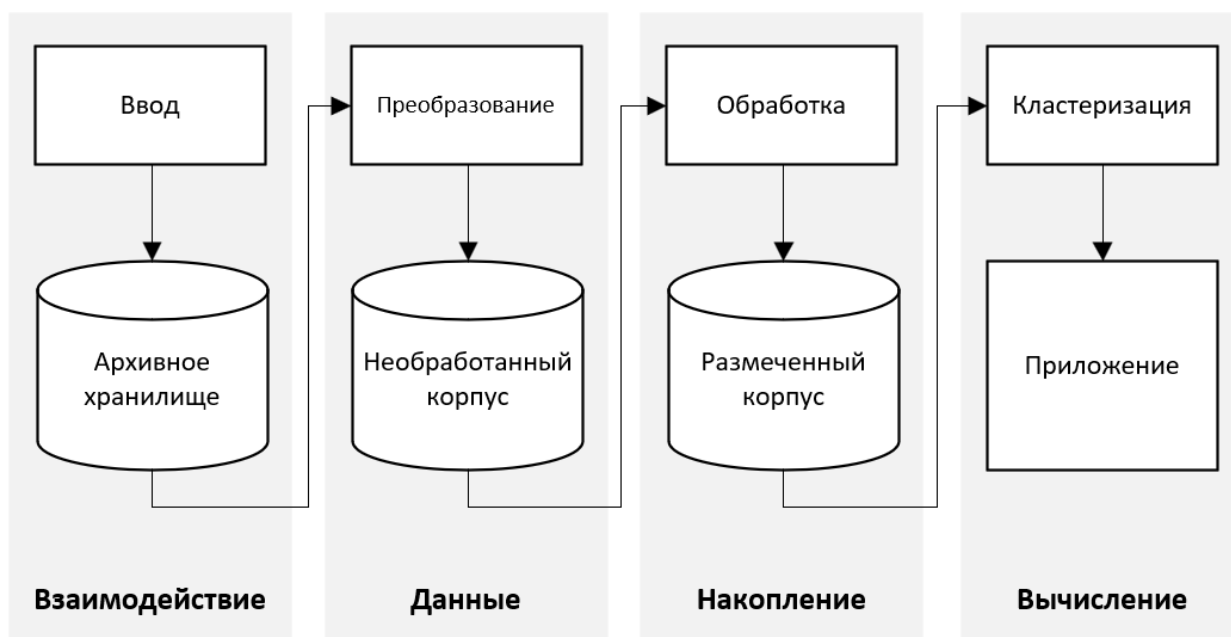 Ввод
Преобразование
Обработка
Кластеризация
Архивное
хранилище
Необработанный
корпус
Размеченный
корпус
Приложение
Взаимодействие
Данные
Накопление
Вычисление